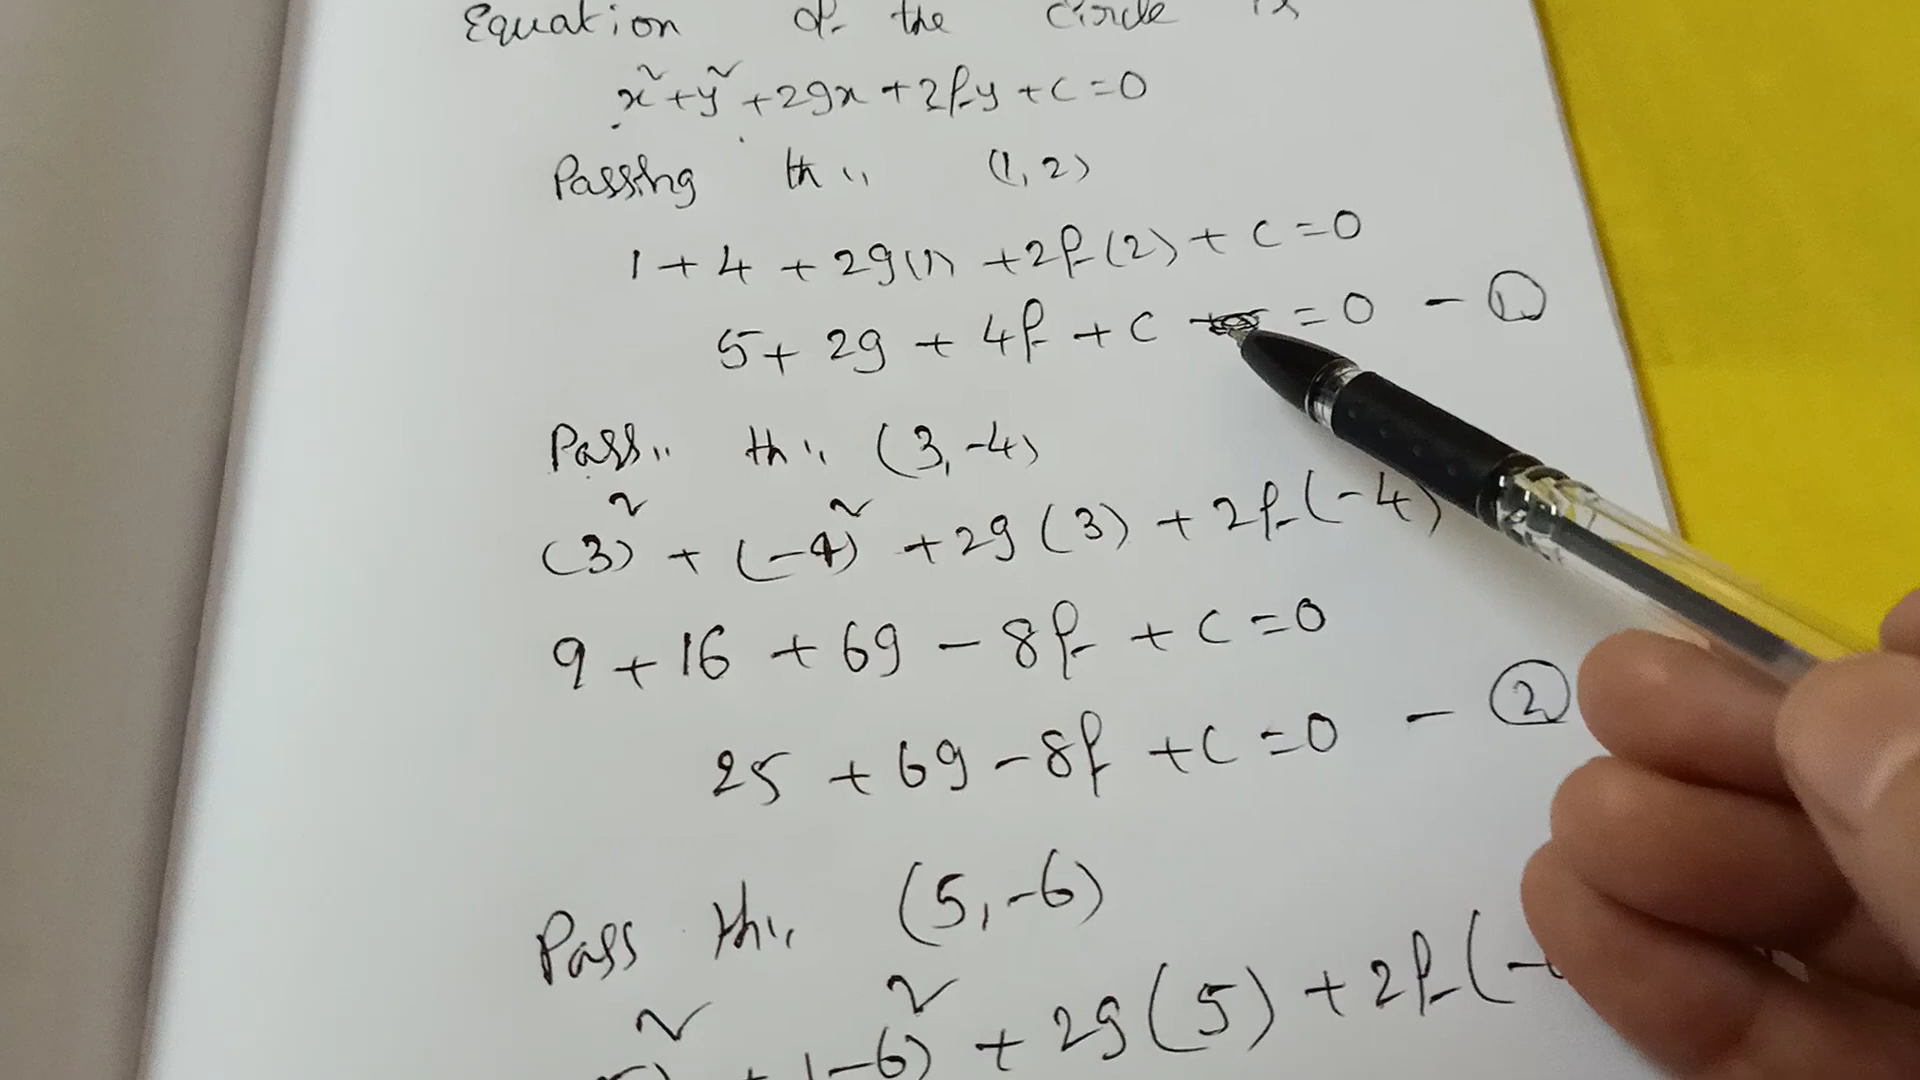 Equation of the circle is
x² + y² + 2gx + 2fy + c = 0
Passing th (1, 2)
1 + 4 + 2g(1) + 2f(2) + c = 0
5 + 2g + 4f + c = 0 - ①
Pass th (3, -4)
(3)² + (-4)² + 2g(3) + 2f(-4)
9 + 16 + 6g - 8f + c = 0
25 + 6g - 8f + c = 0 - ②
Pass th (5, -6)
(-6)² + 2g(5) + 2f(-